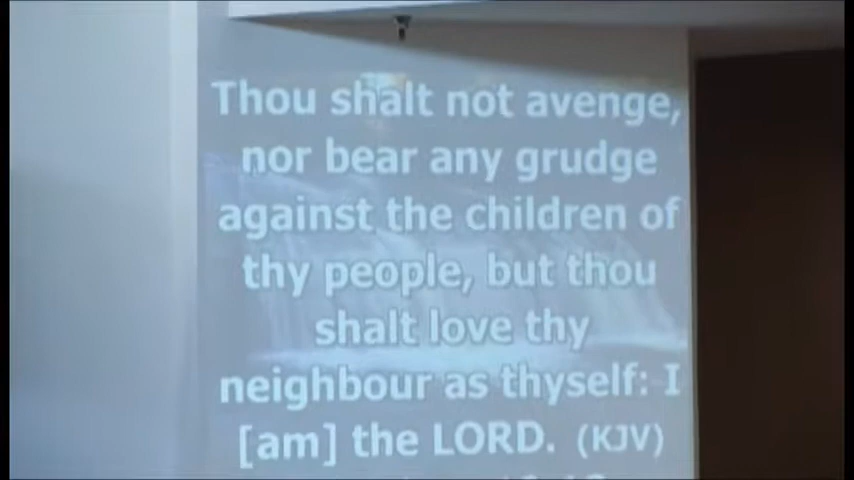 Thou shalt not avenge,
nor bear any grudge
against the children of
thy people, but thou
shalt love thy
neighbour as thyself: I
[am] the LORD. (KJV)